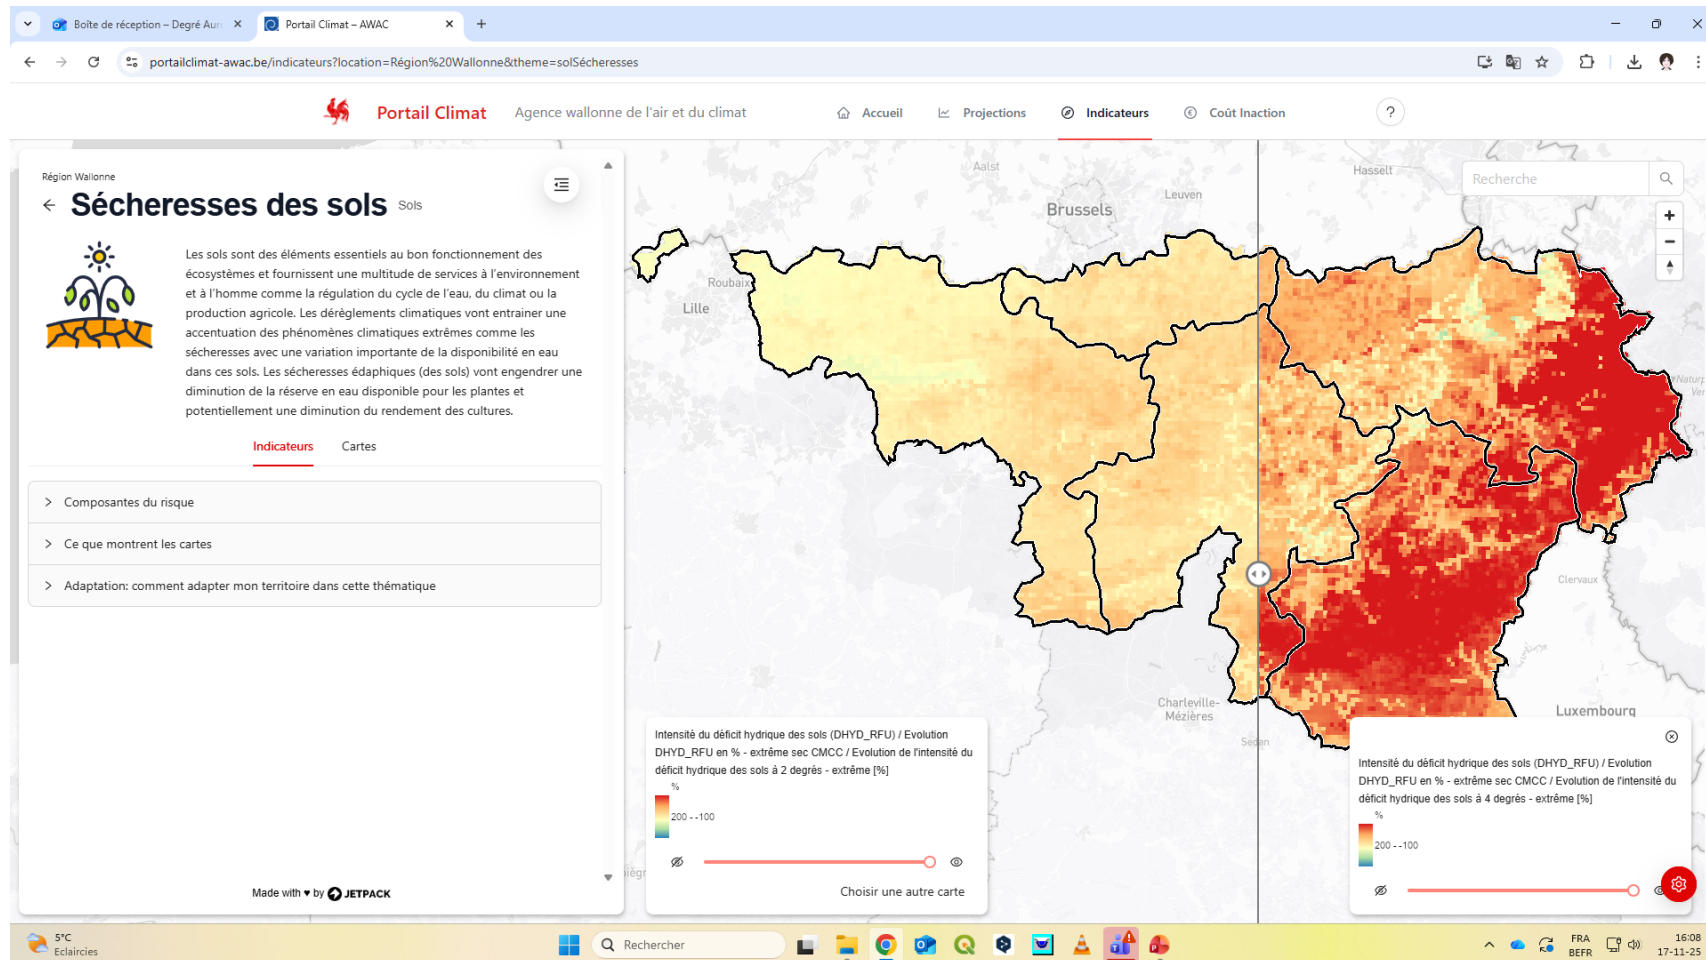 Boîte de réception – Degré Aur
Portail Climat – AWAC
portailclimat-awac.be/indicateurs?location=Région%20Wallonne&theme=solSécheresses
Portail Climat
Agence wallonne de l'air et du climat
Accueil
Projections
Indicateurs
Coût Inaction
?
Région Wallonne
Sécheresses des sols Sols
Les sols sont des éléments essentiels au bon fonctionnement des
écosystèmes et fournissent une multitude de services à l'environnement
et à l'homme comme la régulation du cycle de l'eau, du climat ou la
production agricole. Les dérèglements climatiques vont entrainer une
accentuation des phénomènes climatiques extrêmes comme les
sécheresses avec une variation importante de la disponibilité en eau
dans ces sols. Les sécheresses édaphiques (des sols) vont engendrer une
diminution de la réserve en eau disponible pour les plantes et
potentiellement une diminution du rendement des cultures.
Indicateurs
Cartes
Composantes du risque
Ce que montrent les cartes
Adaptation: comment adapter mon territoire dans cette thématique
Made with ♥ by JETPACK
Aalst
Leuven
Hasselt
Brussels
Roubaix
Lille
Clervaux
Charleville-
Mézières
Sedan
Luxembourg
Recherche
Intensité du déficit hydrique des sols (DHYD_RFU) / Evolution
DHYD_RFU en % - extrême sec CMCC / Evolution de l'intensité du
déficit hydrique des sols à 2 degrés - extrême [%]
%
200 - -100
Choisir une autre carte
Intensité du déficit hydrique des sols (DHYD_RFU) / Evolution
DHYD_RFU en % - extrême sec CMCC / Evolution de l'intensité du
déficit hydrique des sols à 4 degrés - extrême [%]
%
200 - -100
5°C
Eclaircies
Rechercher
FRA
BEFR
16:08
17-11-25